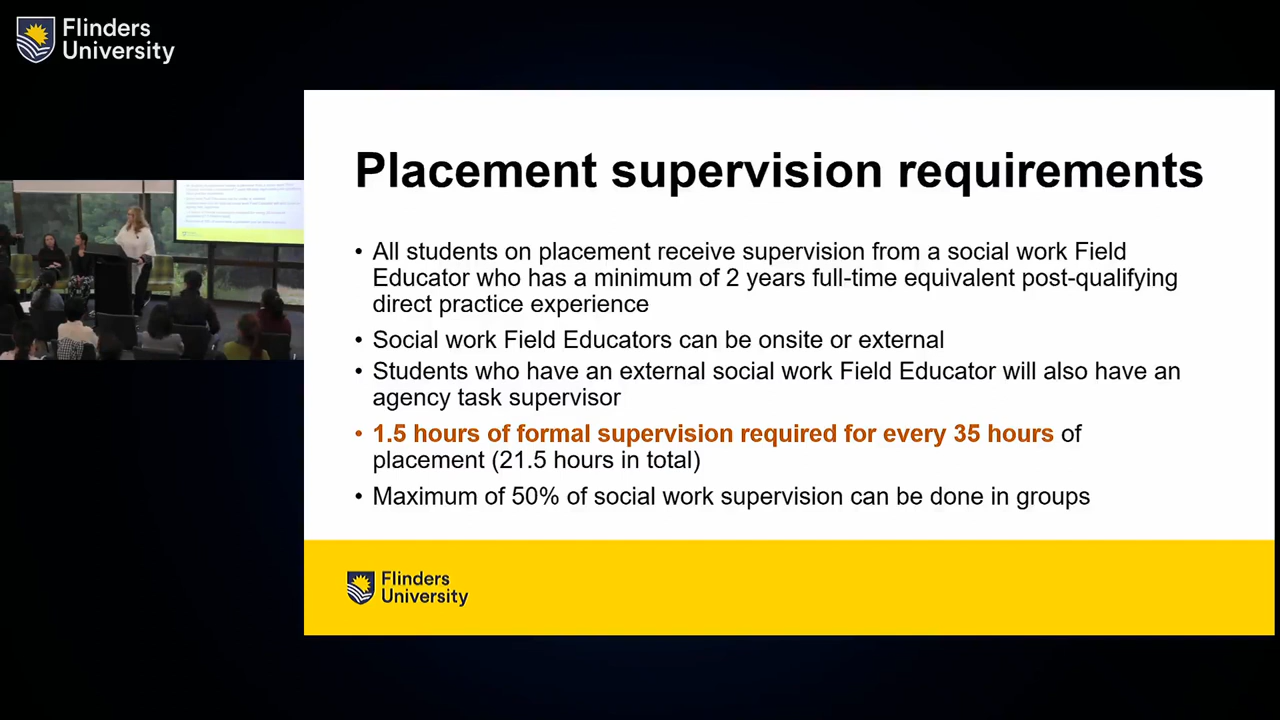 Flinders
University
Placement supervision requirements
• All students on placement receive supervision from a social work Field
Educator who has a minimum of 2 years full-time equivalent post-qualifying
direct practice experience
• Social work Field Educators can be onsite or external
• Students who have an external social work Field Educator will also have an
agency task supervisor
• 1.5 hours of formal supervision required for every 35 hours of
placement (21.5 hours in total)
• Maximum of 50% of social work supervision can be done in groups
Flinders
University